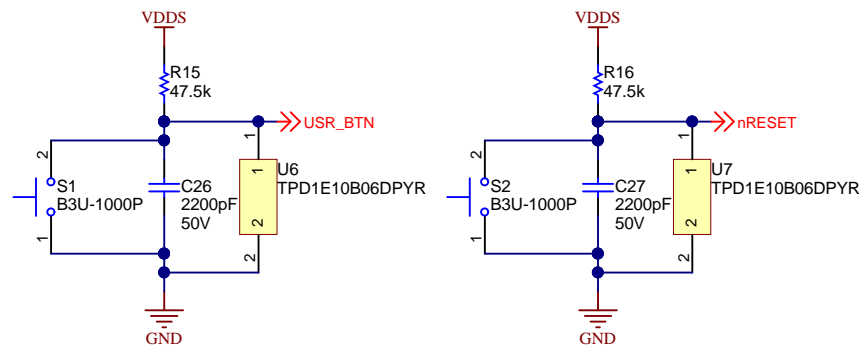 VDDS
R15
47.5k
USR_BTN
1
2
S1
B3U-1000P
1
C26
2200pF
50V
1
2
U6
TPD1E10B06DPYR
2
GND
VDDS
R16
47.5k
nRESET
1
2
S2
B3U-1000P
1
C27
2200pF
50V
1
2
U7
TPD1E10B06DPYR
2
GND